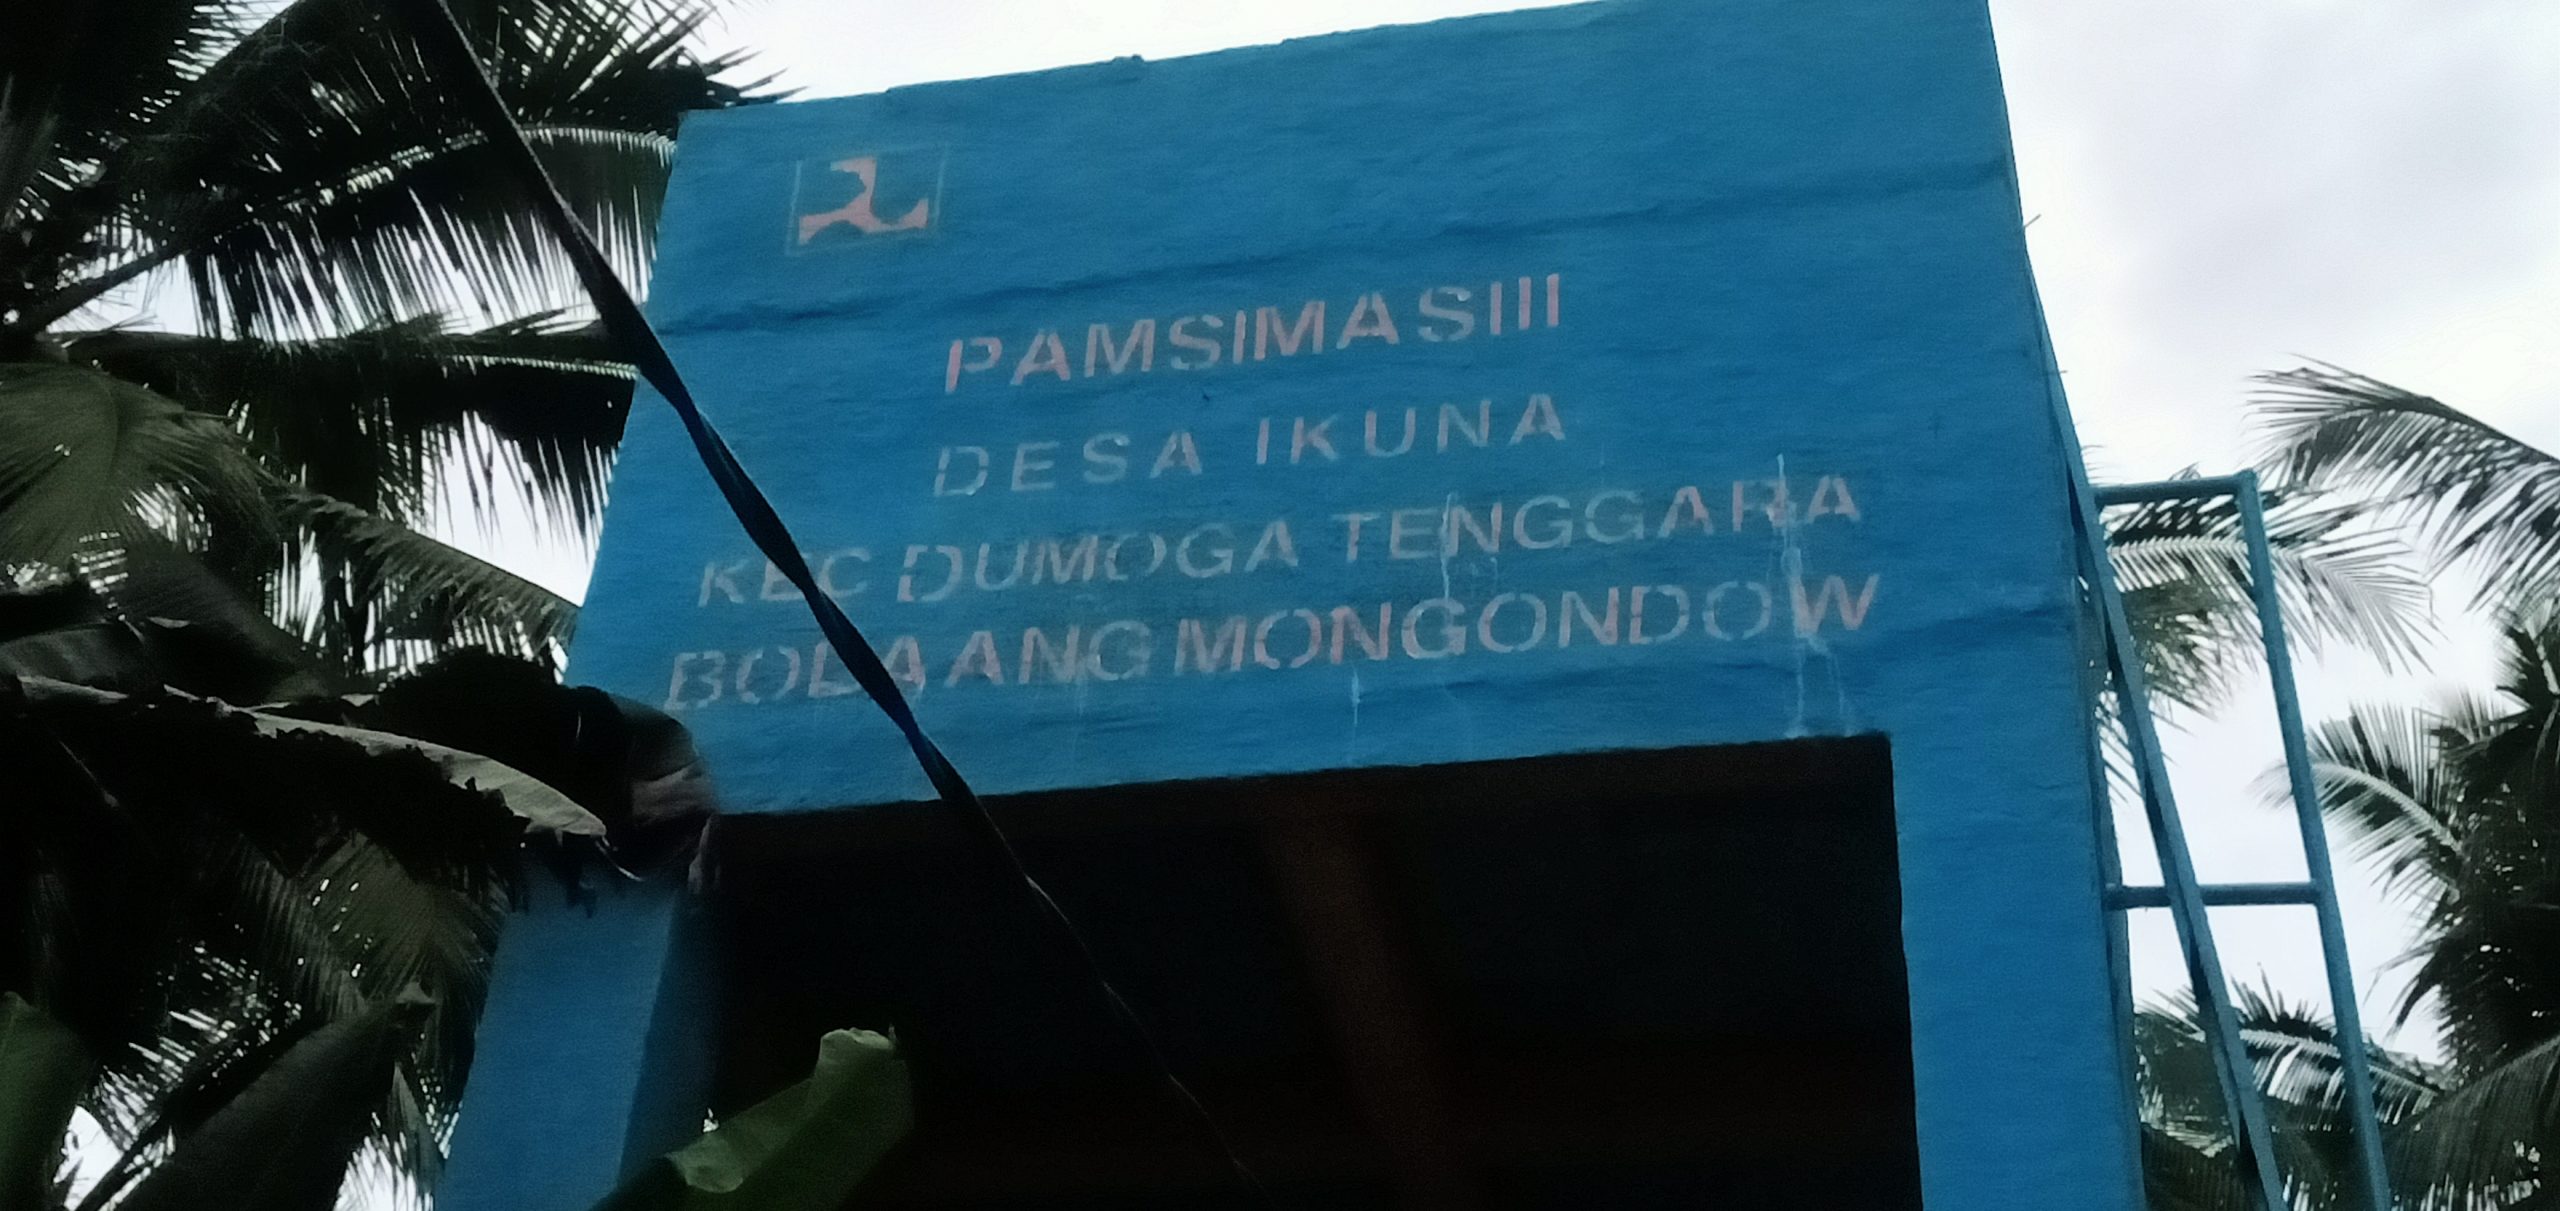 PAMSIMAS III
DESA IKUNA
KEC DUMOGA TENGGARA
BOLAANG MONGONDOW